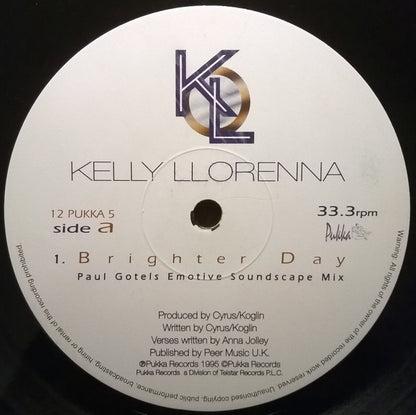 KOL
KELLY LLORENNA
12 PUKKA 5
side a
33.3rpm
Pukka
1. Brighter Day
Paul Gotels Emotive Soundscape Mix
Produced by Cyrus/Koglin
Written by Cyrus/Koglin
Verses written by Anna Jolley
Published by Peer Music U.K.
℗Pukka Records 1995 ©Pukka Records
Pukka Records a Division of Telstar Records P.L.C.
Warning: All rights of the owner of the recorded work reserved. Unauthorised copying, public performance, broadcasting, hiring or rental of this recording prohibited.